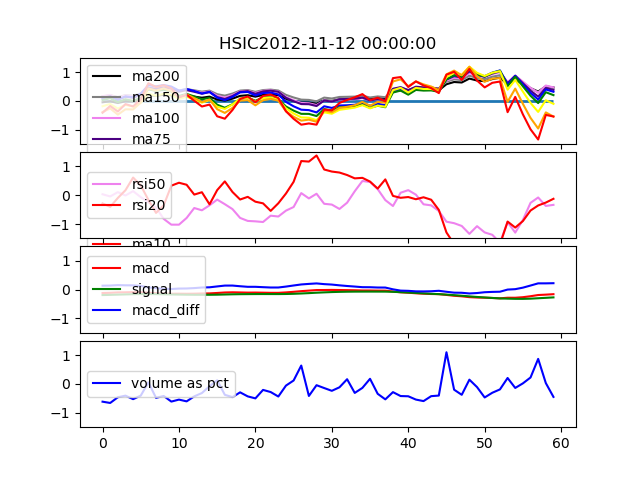 HSIC2012-11-12 00:00:00
1
0
−1
ma200
ma150
ma100
ma75
1
0
−1
rsi50
rsi20
ma10
1
0
−1
macd
signal
macd_diff
1
0
−1
volume as pct
0 10 20 30 40 50 60